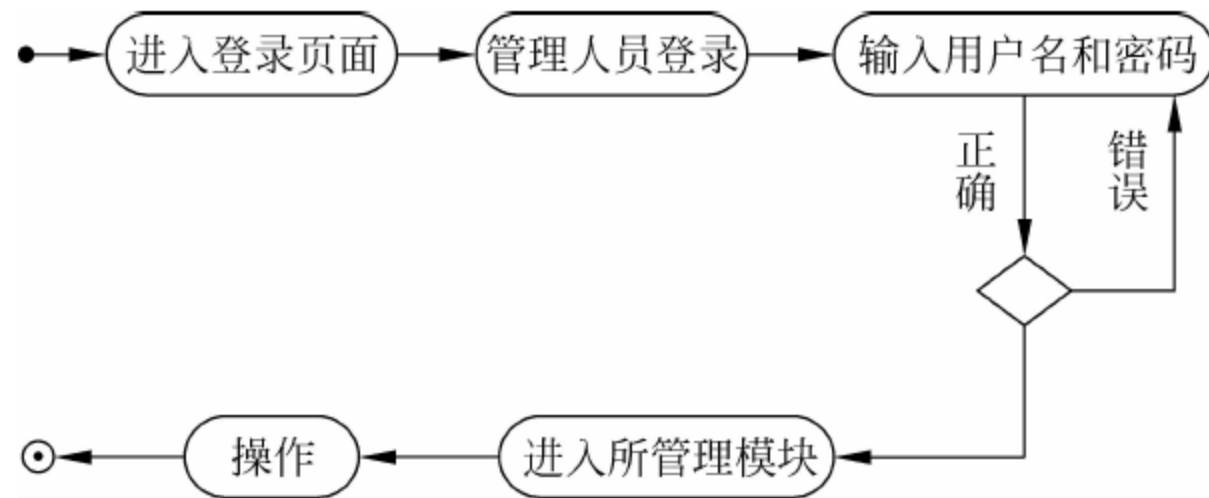 进入登录页面
管理人员登录
输入用户名和密码
正确
错误
进入所管理模块
操作